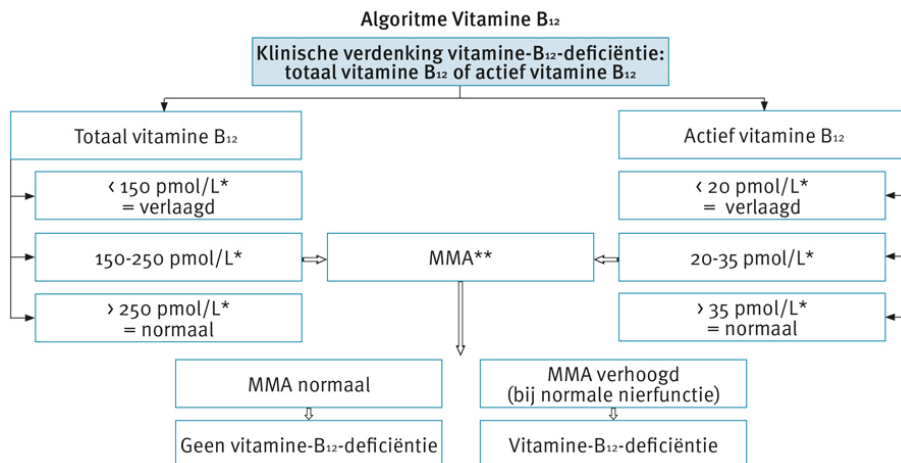 Algoritme Vitamine B₁₂
Klinische verdenking vitamine-B₁₂-deficiëntie:
totaal vitamine B₁₂ of actief vitamine B₁₂
Totaal vitamine B₁₂
Actief vitamine B₁₂
< 150 pmol/L*
= verlaagd
< 20 pmol/L*
= verlaagd
150-250 pmol/L*
MMA**
20-35 pmol/L*
> 250 pmol/L*
= normaal
> 35 pmol/L*
= normaal
MMA normaal
MMA verhoogd
(bij normale nierfunctie)
Geen vitamine-B₁₂-deficiëntie
Vitamine-B₁₂-deficiëntie